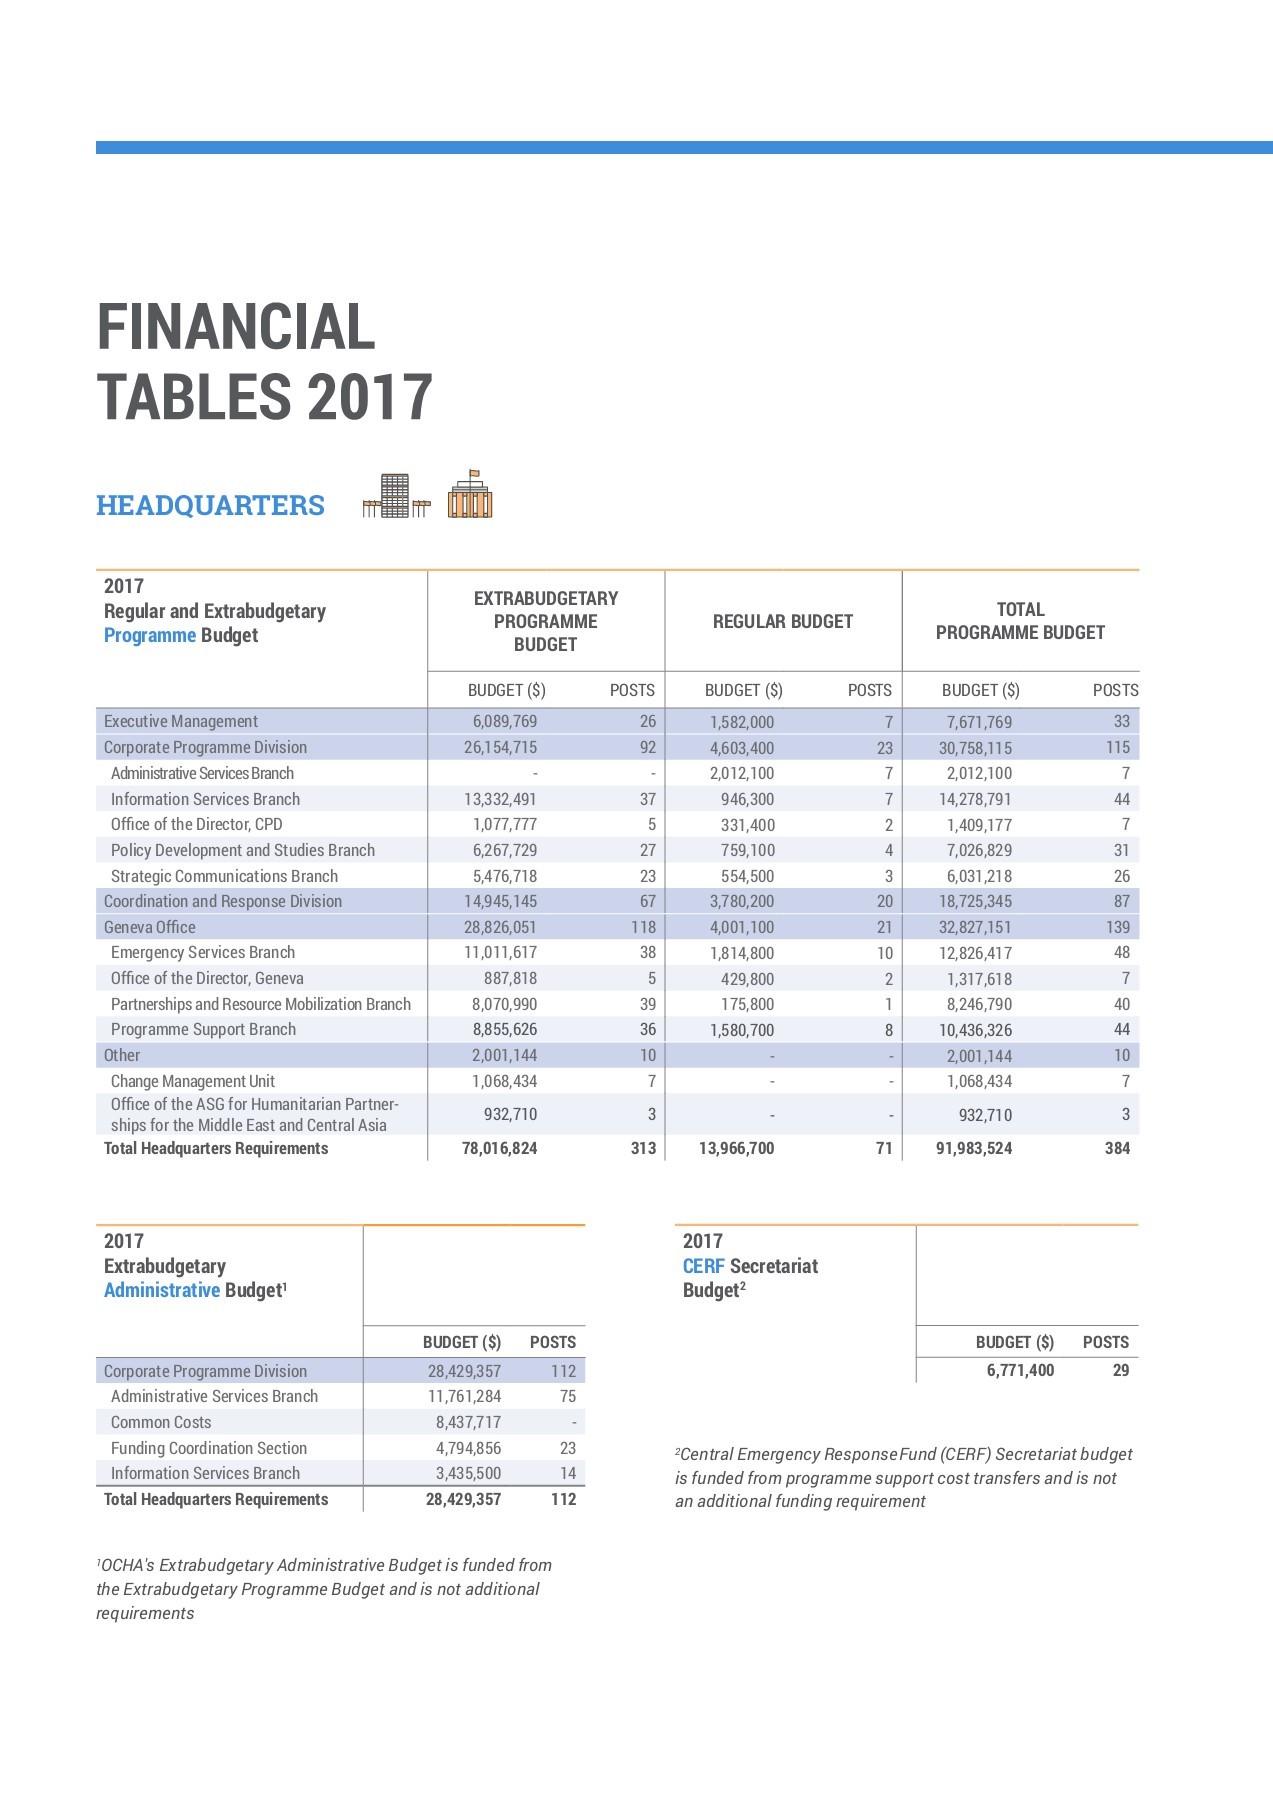 FINANCIAL
TABLES 2017
HEADQUARTERS
2017
Regular and Extrabudgetary
Programme Budget
EXTRABUDGETARY
PROGRAMME
BUDGET
REGULAR BUDGET
TOTAL
PROGRAMME BUDGET
BUDGET ($) POSTS BUDGET ($) POSTS BUDGET ($) POSTS
Executive Management 6,089,769 26 1,582,000 7 7,671,769 33
Corporate Programme Division 26,154,715 92 4,603,400 23 30,758,115 115
Administrative Services Branch - - 2,012,100 7 2,012,100 7
Information Services Branch 13,332,491 37 946,300 7 14,278,791 44
Office of the Director, CPD 1,077,777 5 331,400 2 1,409,177 7
Policy Development and Studies Branch 6,267,729 27 759,100 4 7,026,829 31
Strategic Communications Branch 5,476,718 23 554,500 3 6,031,218 26
Coordination and Response Division 14,945,145 67 3,780,200 20 18,725,345 87
Geneva Office 28,826,051 118 4,001,100 21 32,827,151 139
Emergency Services Branch 11,011,617 38 1,814,800 10 12,826,417 48
Office of the Director, Geneva 887,818 5 429,800 2 1,317,618 7
Partnerships and Resource Mobilization Branch 8,070,990 39 175,800 1 8,246,790 40
Programme Support Branch 8,855,626 36 1,580,700 8 10,436,326 44
Other 2,001,144 10 - - 2,001,144 10
Change Management Unit 1,068,434 7 - - 1,068,434 7
Office of the ASG for Humanitarian Partner-
ships for the Middle East and Central Asia 932,710 3 - - 932,710 3
Total Headquarters Requirements 78,016,824 313 13,966,700 71 91,983,524 384
2017
Extrabudgetary
Administrative Budget¹
BUDGET ($) POSTS
Corporate Programme Division 28,429,357 112
Administrative Services Branch 11,761,284 75
Common Costs 8,437,717 -
Funding Coordination Section 4,794,856 23
Information Services Branch 3,435,500 14
Total Headquarters Requirements 28,429,357 112
¹OCHA's Extrabudgetary Administrative Budget is funded from
the Extrabudgetary Programme Budget and is not additional
requirements
2017
CERF Secretariat
Budget²
BUDGET ($) POSTS
6,771,400 29
²Central Emergency Response Fund (CERF) Secretariat budget
is funded from programme support cost transfers and is not
an additional funding requirement